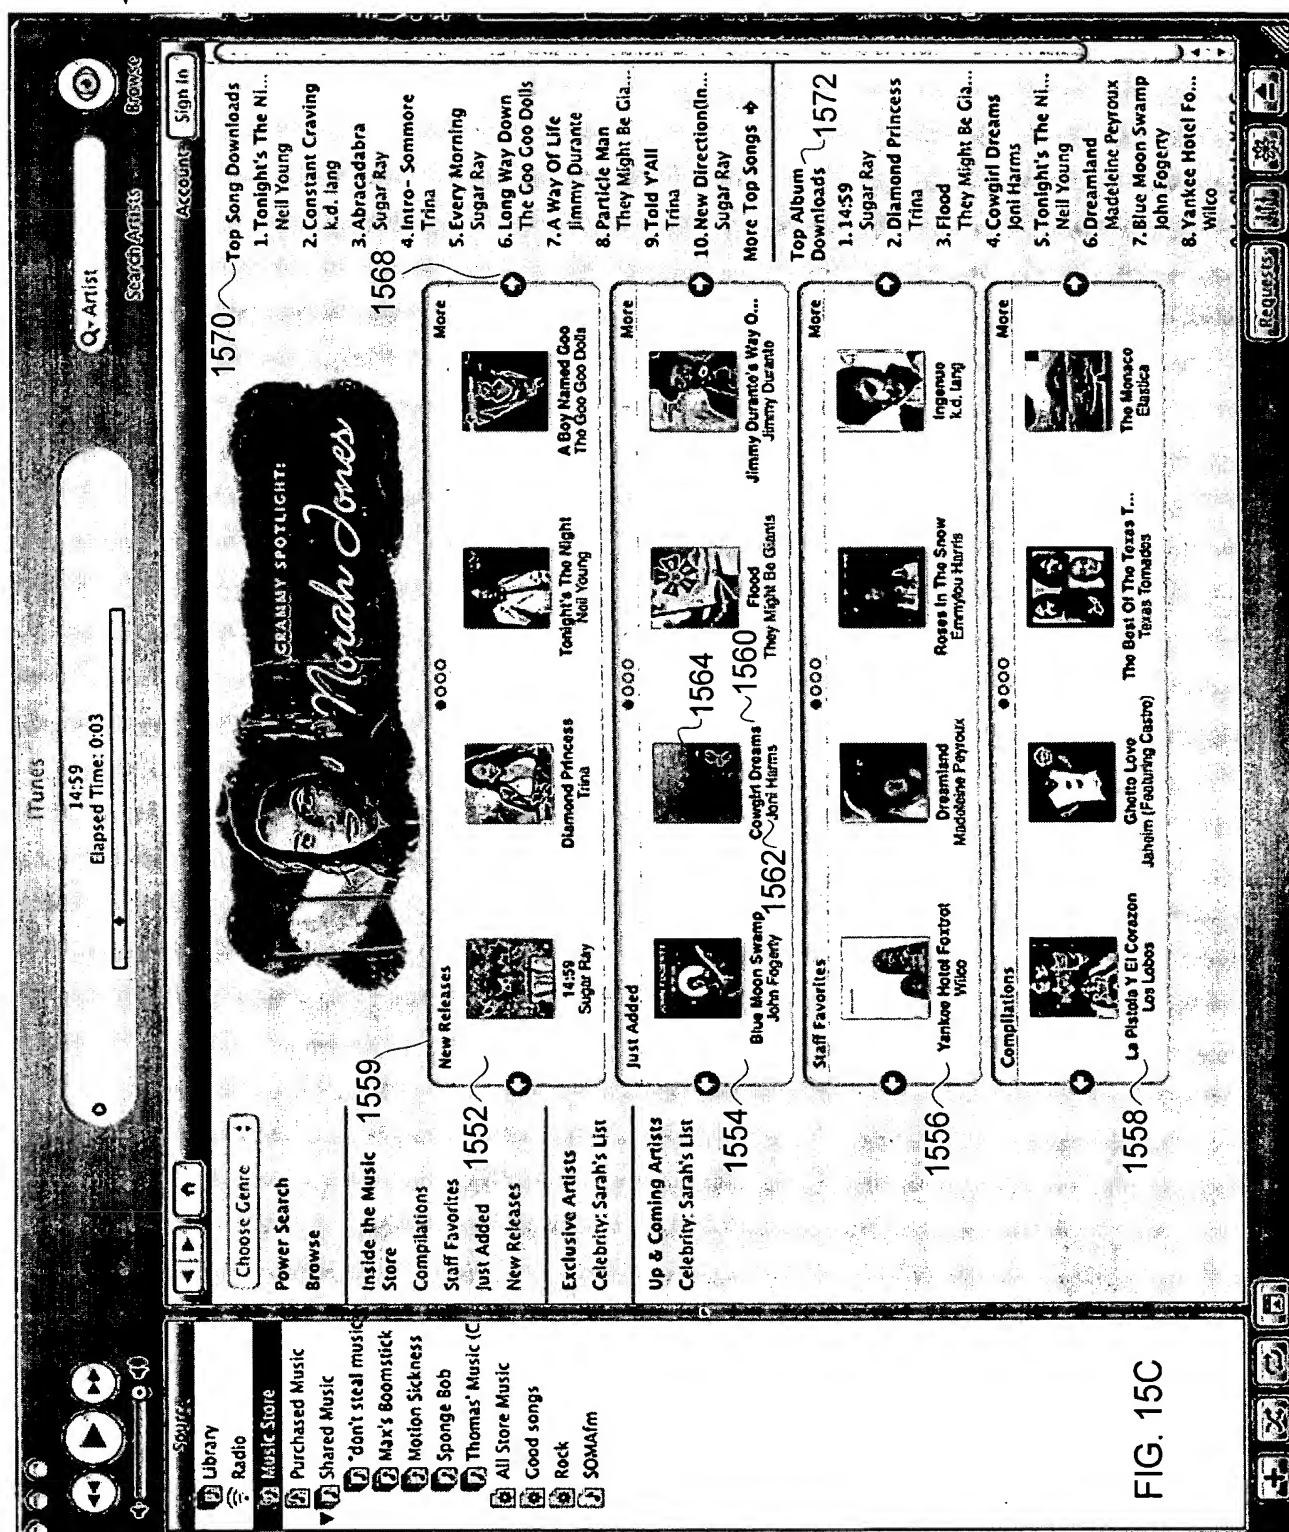 iTunes
14:59
Elapsed Time: 0:03
Artist
Search Artists
Browse
Source
Library
Radio
Music Store
Purchased Music
Shared Music
"don't steal music
Max's Boomstick
Motion Sickness
Sponge Bob
Thomas' Music (C
All Store Music
Good songs
Rock
SOMAfm
Account:
Sign In
Choose Genre
Power Search
Browse
Inside the Music
Store
Compilations
Staff Favorites
Just Added
New Releases
Exclusive Artists
Celebrity: Sarah's List
Up & Coming Artists
Celebrity: Sarah's List
GRAMMY SPOTLIGHT:
Norah Jones
1559
1552
New Releases
More
14:59
Sugar Ray
Diamond Princess
Trina
Tonight's The Night
Neil Young
A Boy Named Goo
The Goo Goo Dolls
1568
1554
Just Added
More
Blue Moon Swamp
John Fogerty
Cowgirl Dreams
Joni Harms
Flood
They Might Be Giants
Jimmy Durante's Way O...
Jimmy Durante
1562
1564
1560
1556
Staff Favorites
More
Yankee Hotel Foxtrot
Wilco
Dreamland
Madeleine Peyroux
Roses In The Snow
Emmylou Harris
Ingenue
k.d. lang
1558
Compilations
More
La Pistola Y El Corazon
Los Lobos
Ghetto Love
Jaheim (Featuring Castro)
The Best Of The Texas T...
Texas Tornados
The Monaco
Elastica
1570
Top Song Downloads
1. Tonight's The Ni...
Neil Young
2. Constant Craving
k.d. lang
3. Abracadabra
Sugar Ray
4. Intro- Sommore
Trina
5. Every Morning
Sugar Ray
6. Long Way Down
The Goo Goo Dolls
7. A Way Of Life
Jimmy Durante
8. Particle Man
They Might Be Gia...
9. Told Y'All
Trina
10. New Direction(In...
Sugar Ray
More Top Songs
Top Album
Downloads
1572
1. 14:59
Sugar Ray
2. Diamond Princess
Trina
3. Flood
They Might Be Gia...
4. Cowgirl Dreams
Joni Harms
5. Tonight's The Ni...
Neil Young
6. Dreamland
Madeleine Peyroux
7. Blue Moon Swamp
John Fogerty
8. Yankee Hotel Fo...
Wilco
Requests
FIG. 15C